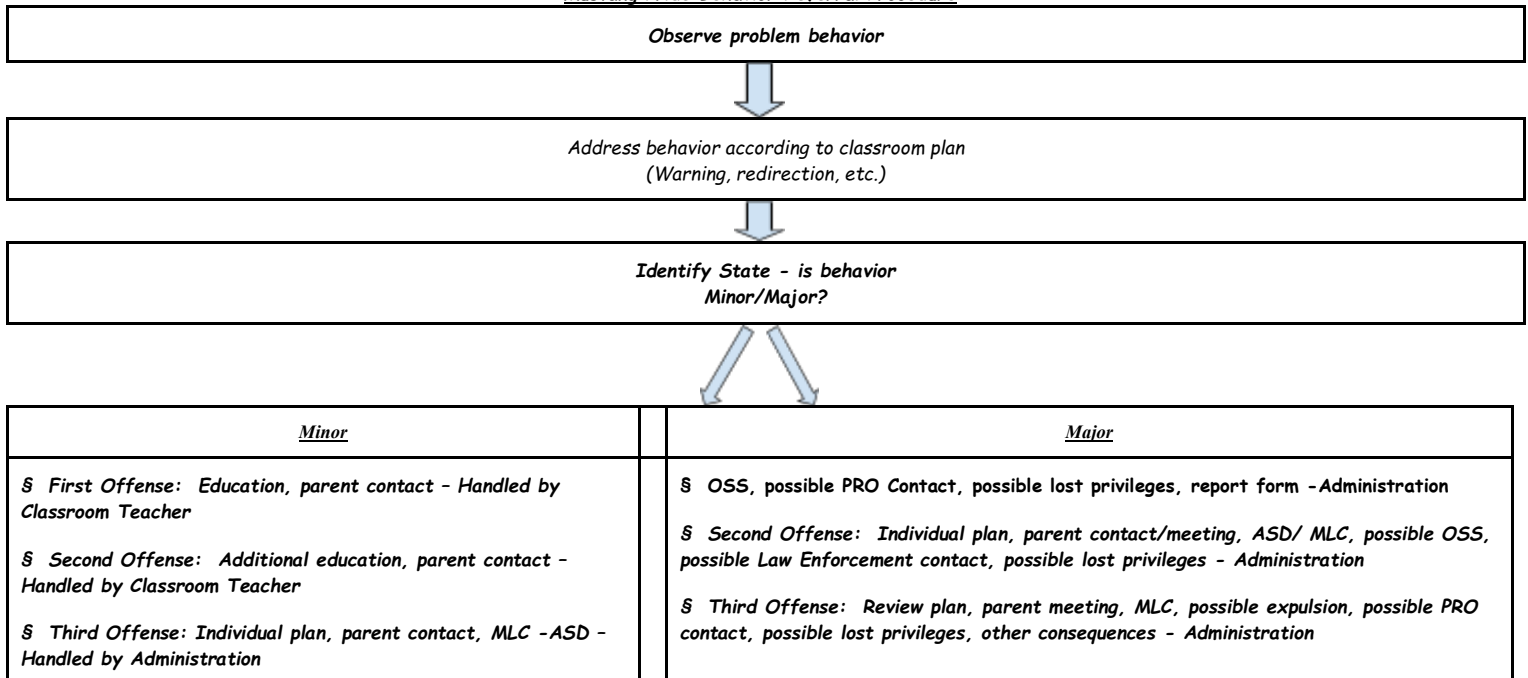 Observe problem behavior
Address behavior according to classroom plan
(Warning, redirection, etc.)
Identify State - is behavior
Minor/Major?
Minor
§ First Offense: Education, parent contact – Handled by
Classroom Teacher
§ Second Offense: Additional education, parent contact –
Handled by Classroom Teacher
§ Third Offense: Individual plan, parent contact, MLC -ASD –
Handled by Administration
Major
§ OSS, possible PRO Contact, possible lost privileges, report form -Administration
§ Second Offense: Individual plan, parent contact/meeting, ASD/ MLC, possible OSS,
possible Law Enforcement contact, possible lost privileges - Administration
§ Third Offense: Review plan, parent meeting, MLC, possible expulsion, possible PRO
contact, possible lost privileges, other consequences - Administration